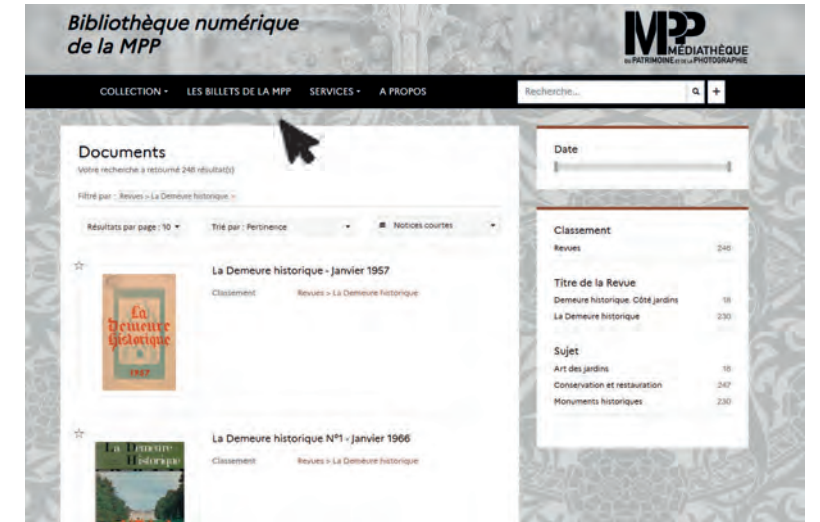 Bibliothèque numérique
de la MPP
MPP
MÉDIATHÈQUE
DU PATRIMOINE ET DE LA PHOTOGRAPHIE
COLLECTION
LES BILLETS DE LA MPP
SERVICES
A PROPOS
Recherche...
+
Documents
Votre recherche a retourné 248 résultat(s)
Filtré par : Revues > La Demeure historique ×
Résultats par page : 10
Trié par : Pertinence
Notices courtes
La Demeure historique - Janvier 1957
Classement
Revues > La Demeure historique
La
Demeure
Historique
1957
La Demeure historique N°1 - Janvier 1966
Classement
Revues > La Demeure historique
La Demeure
Historique
Date
Classement
Revues 248
Titre de la Revue
Demeure historique. Côté jardins 18
La Demeure historique 230
Sujet
Art des jardins 18
Conservation et restauration 247
Monuments historiques 230